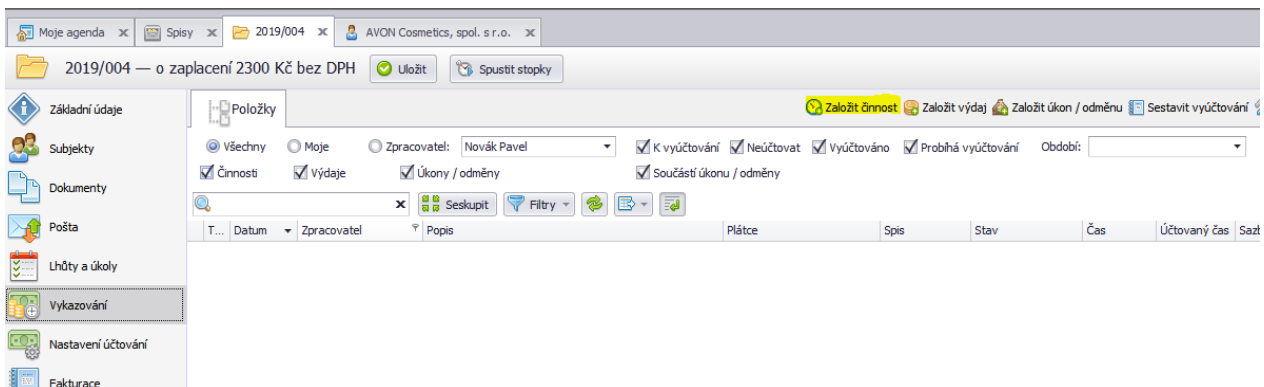 Moje agenda x Spisy x 2019/004 x AVON Cosmetics, spol. s r.o. x
2019/004 — o zaplacení 2300 Kč bez DPH Uložit Spustit stopky
Základní údaje
Subjekty
Dokumenty
Pošta
Lhůty a úkoly
Vykazování
Nastavení účtování
Fakturace
Položky Založit činnost Založit výdaj Založit úkon / odměnu Sestavit vyúčtování
Všechny Moje Zpracovatel: Novák Pavel K vyúčtování Neúčtovat Vyúčtováno Probíhá vyúčtování Období:
Činnosti Výdaje Úkony / odměny Součástí úkonu / odměny
x Seskupit Filtry
T... Datum Zpracovatel Popis Plátce Spis Stav Čas Účtovaný čas